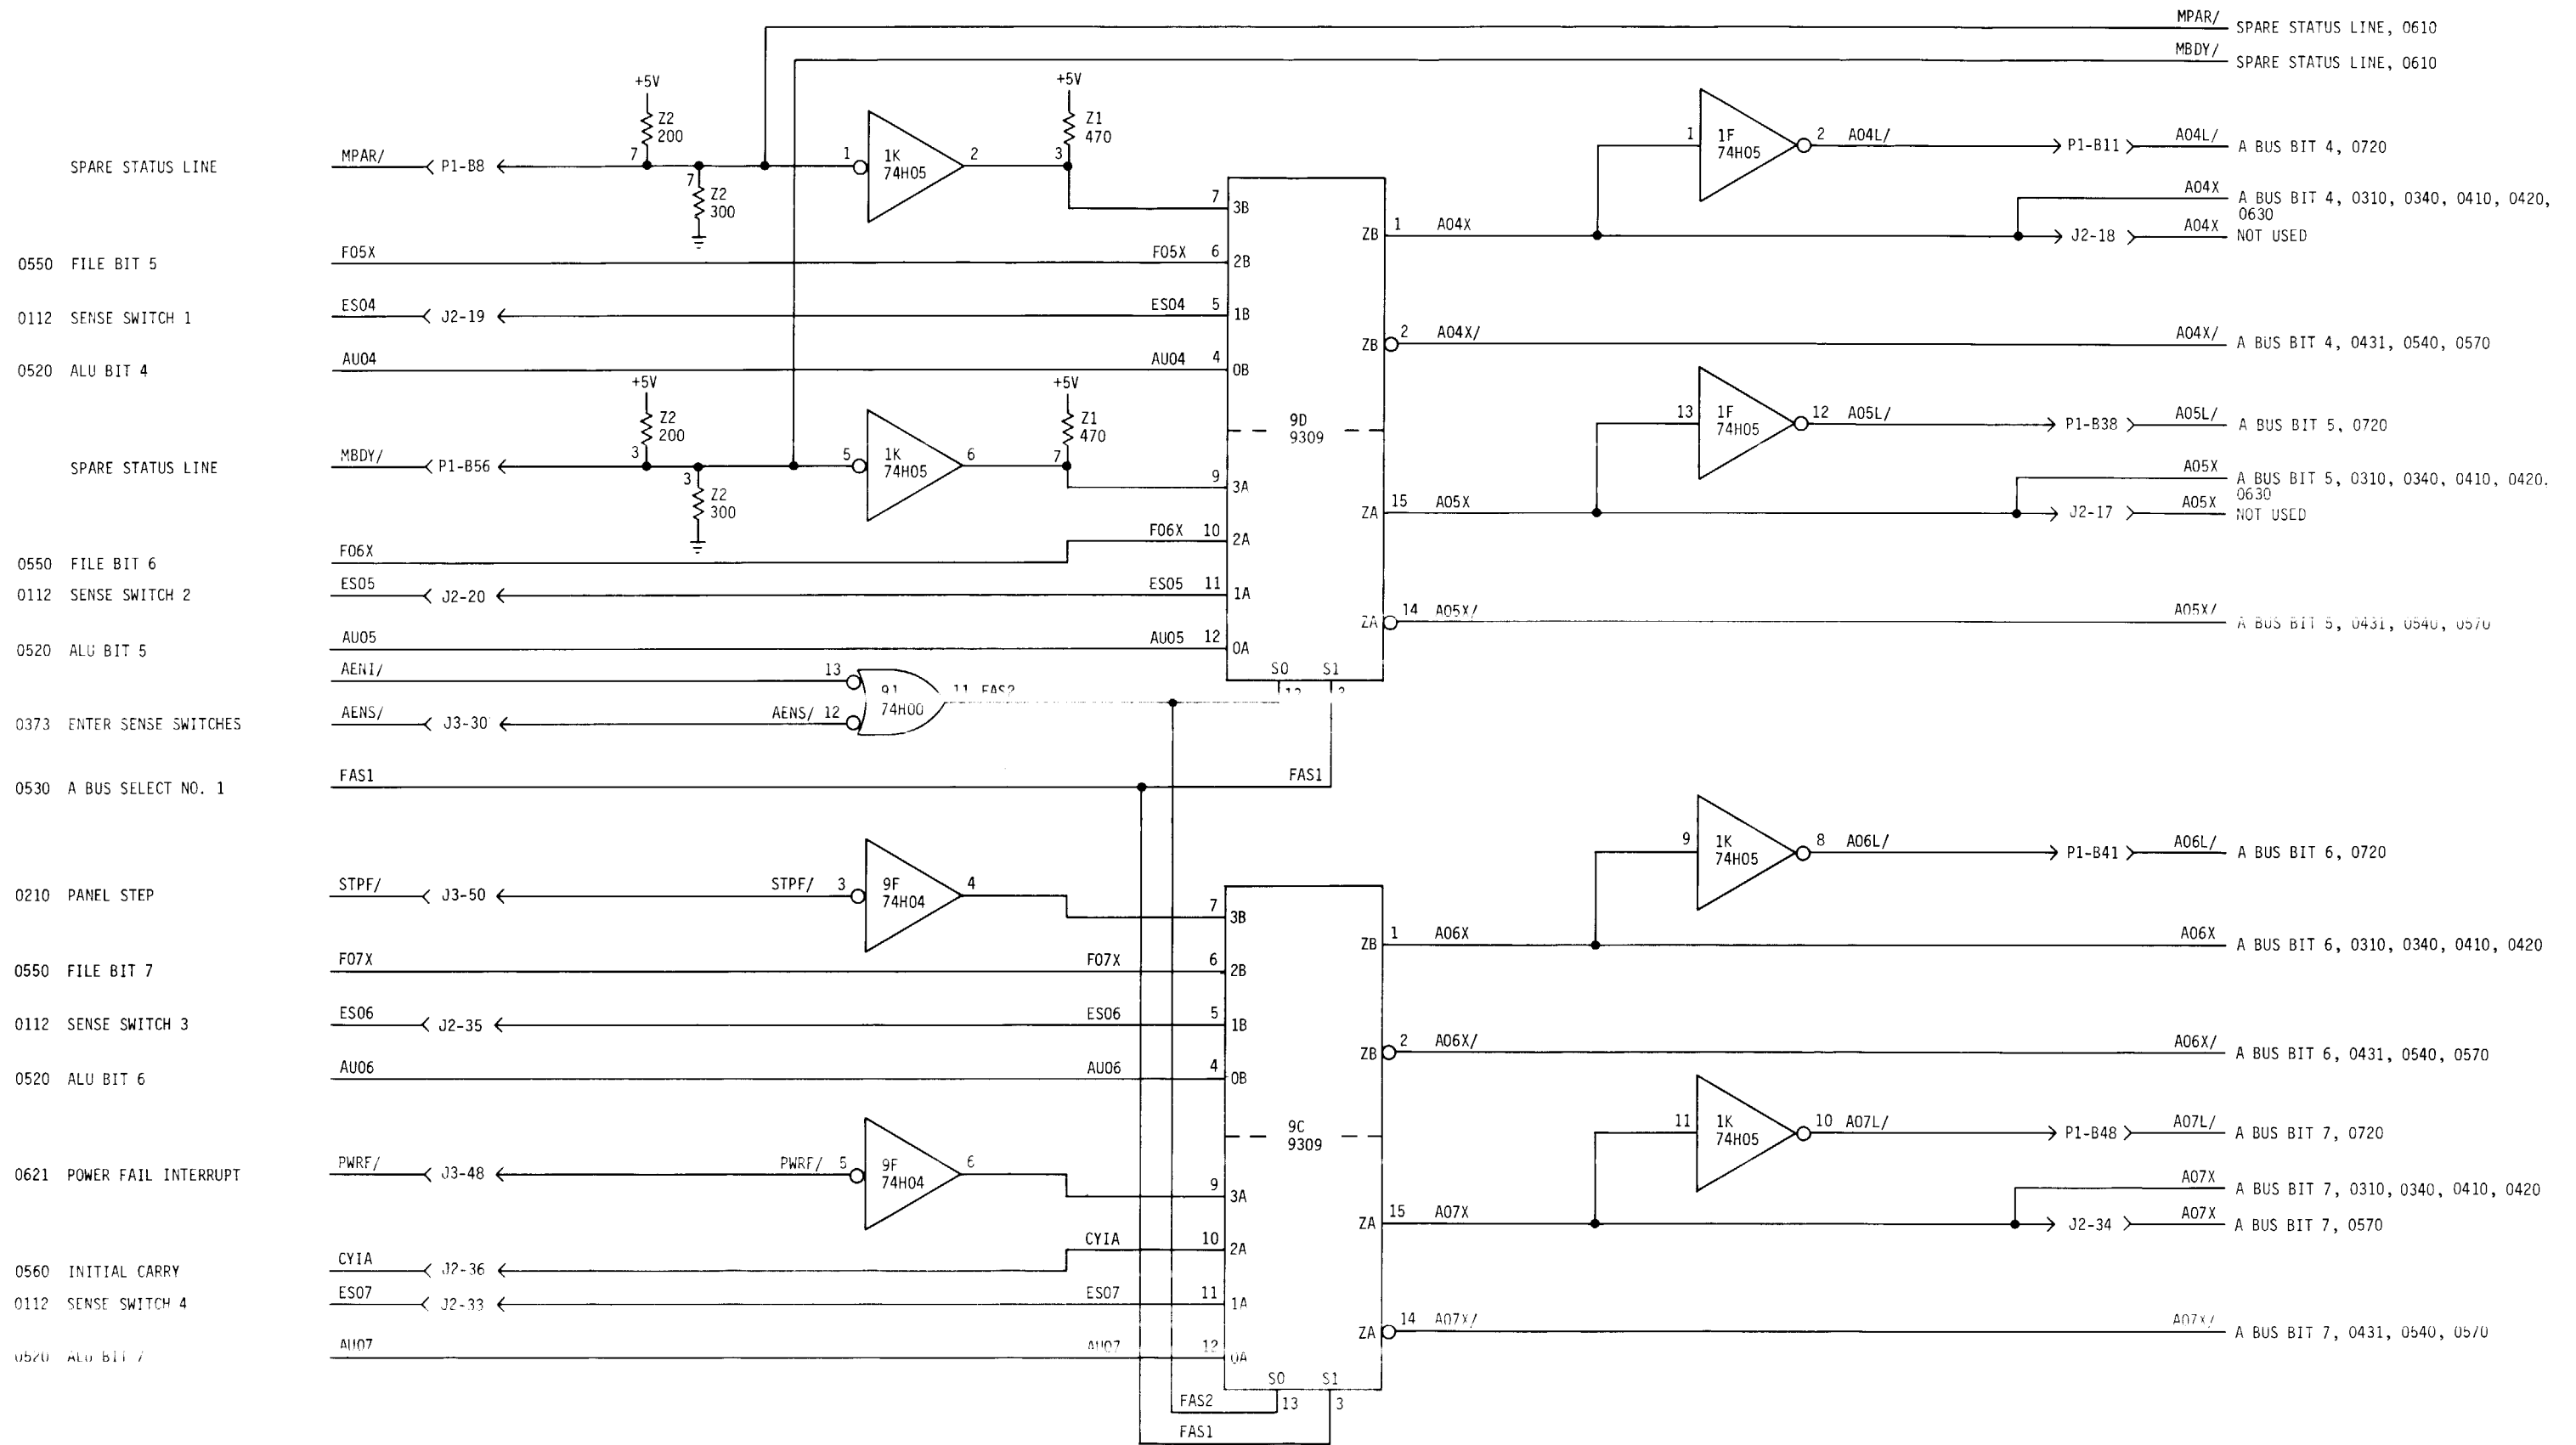 MPAR/ SPARE STATUS LINE, 0610
MBDY/ SPARE STATUS LINE, 0610
+5V
Z2
200
7
+5V
Z1
470
3
SPARE STATUS LINE MPAR/ P1-B8
7
Z2
300
1 1K 2
74H05
7 3B
1 1F 2 A04L/ P1-B11 A04L/ A BUS BIT 4, 0720
74H05
A04X A BUS BIT 4, 0310, 0340, 0410, 0420,
0630
ZB 1 A04X J2-18 A04X NOT USED
0550 FILE BIT 5 F05X F05X 6 2B
0112 SENSE SWITCH 1 ES04 J2-19 ES04 5 1B
ZB 2 A04X/ A04X/ A BUS BIT 4, 0431, 0540, 0570
0520 ALU BIT 4 AU04 AU04 4 0B
+5V
Z2
200
3
+5V
Z1
470
7
9D
9309
13 1F 12 A05L/ P1-B38 A05L/ A BUS BIT 5, 0720
74H05
SPARE STATUS LINE MBDY/ P1-B56
3
Z2
300
5 1K 6
74H05
9 3A
A05X A BUS BIT 5, 0310, 0340, 0410, 0420.
0630
ZA 15 A05X J2-17 A05X NOT USED
0550 FILE BIT 6 F06X F06X 10 2A
0112 SENSE SWITCH 2 ES05 J2-20 ES05 11 1A
ZA 14 A05X/ A05X/ A BUS BIT 5, 0431, 0540, 0570
0520 ALU BIT 5 AU05 AU05 12 0A
S0 S1
AENI/ 13
9J 11 FAS2
74H00
0373 ENTER SENSE SWITCHES AENS/ J3-30 AENS/ 12
0530 A BUS SELECT NO. 1 FAS1 FAS1
9 1K 8 A06L/ P1-B41 A06L/ A BUS BIT 6, 0720
74H05
0210 PANEL STEP STPF/ J3-50 STPF/ 3 9F 4
74H04
7 3B
ZB 1 A06X A06X A BUS BIT 6, 0310, 0340, 0410, 0420
0550 FILE BIT 7 F07X F07X 6 2B
0112 SENSE SWITCH 3 ES06 J2-35 ES06 5 1B
ZB 2 A06X/ A06X/ A BUS BIT 6, 0431, 0540, 0570
0520 ALU BIT 6 AU06 AU06 4 0B
9C
9309
11 1K 10 A07L/ P1-B48 A07L/ A BUS BIT 7, 0720
74H05
0621 POWER FAIL INTERRUPT PWRF/ J3-48 PWRF/ 5 9F 6
74H04
9 3A
A07X A BUS BIT 7, 0310, 0340, 0410, 0420
ZA 15 A07X J2-34 A07X A BUS BIT 7, 0570
0560 INITIAL CARRY CYIA J2-36 CYIA 10 2A
0112 SENSE SWITCH 4 ES07 J2-33 ES07 11 1A
ZA 14 A07X/ A07X/ A BUS BIT 7, 0431, 0540, 0570
0520 ALU BIT 7 AU07 AU07 12 0A
S0 S1
FAS2 13 3
FAS1